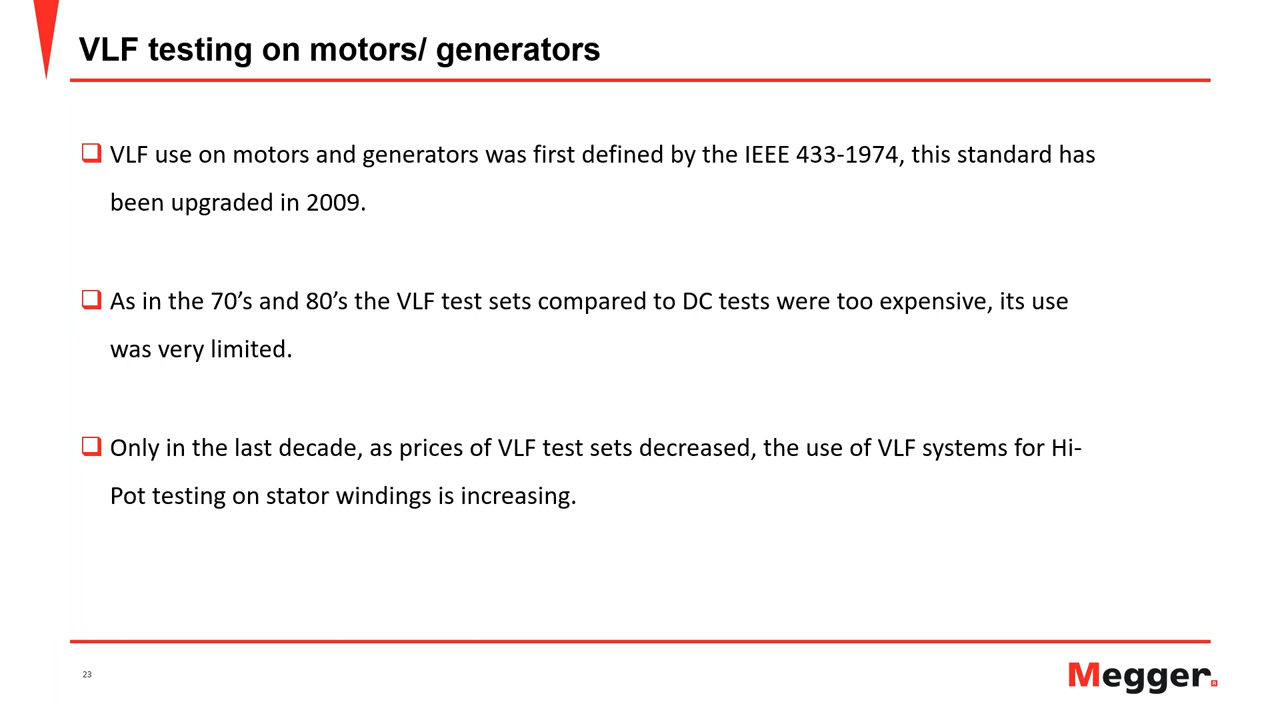 VLF testing on motors/ generators
VLF use on motors and generators was first defined by the IEEE 433-1974, this standard has
been upgraded in 2009.
As in the 70’s and 80’s the VLF test sets compared to DC tests were too expensive, its use
was very limited.
Only in the last decade, as prices of VLF test sets decreased, the use of VLF systems for Hi-
Pot testing on stator windings is increasing.
23
Megger.